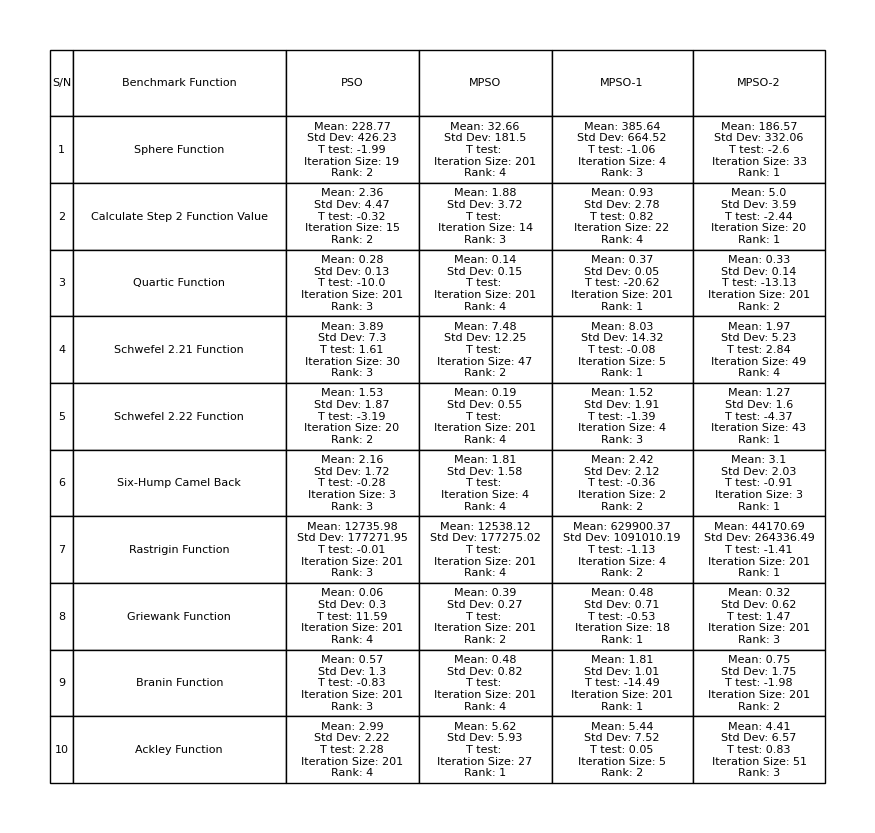 S/N Benchmark Function PSO MPSO MPSO-1 MPSO-2
1 Sphere Function
Mean: 228.77
Std Dev: 426.23
T test: -1.99
Iteration Size: 19
Rank: 2
Mean: 32.66
Std Dev: 181.5
T test:
Iteration Size: 201
Rank: 4
Mean: 385.64
Std Dev: 664.52
T test: -1.06
Iteration Size: 4
Rank: 3
Mean: 186.57
Std Dev: 332.06
T test: -2.6
Iteration Size: 33
Rank: 1
2 Calculate Step 2 Function Value
Mean: 2.36
Std Dev: 4.47
T test: -0.32
Iteration Size: 15
Rank: 2
Mean: 1.88
Std Dev: 3.72
T test:
Iteration Size: 14
Rank: 3
Mean: 0.93
Std Dev: 2.78
T test: 0.82
Iteration Size: 22
Rank: 4
Mean: 5.0
Std Dev: 3.59
T test: -2.44
Iteration Size: 20
Rank: 1
3 Quartic Function
Mean: 0.28
Std Dev: 0.13
T test: -10.0
Iteration Size: 201
Rank: 3
Mean: 0.14
Std Dev: 0.15
T test:
Iteration Size: 201
Rank: 4
Mean: 0.37
Std Dev: 0.05
T test: -20.62
Iteration Size: 201
Rank: 1
Mean: 0.33
Std Dev: 0.14
T test: -13.13
Iteration Size: 201
Rank: 2
4 Schwefel 2.21 Function
Mean: 3.89
Std Dev: 7.3
T test: 1.61
Iteration Size: 30
Rank: 3
Mean: 7.48
Std Dev: 12.25
T test:
Iteration Size: 47
Rank: 2
Mean: 8.03
Std Dev: 14.32
T test: -0.08
Iteration Size: 5
Rank: 1
Mean: 1.97
Std Dev: 5.23
T test: 2.84
Iteration Size: 49
Rank: 4
5 Schwefel 2.22 Function
Mean: 1.53
Std Dev: 1.87
T test: -3.19
Iteration Size: 20
Rank: 2
Mean: 0.19
Std Dev: 0.55
T test:
Iteration Size: 201
Rank: 4
Mean: 1.52
Std Dev: 1.91
T test: -1.39
Iteration Size: 4
Rank: 3
Mean: 1.27
Std Dev: 1.6
T test: -4.37
Iteration Size: 43
Rank: 1
6 Six-Hump Camel Back
Mean: 2.16
Std Dev: 1.72
T test: -0.28
Iteration Size: 3
Rank: 3
Mean: 1.81
Std Dev: 1.58
T test:
Iteration Size: 4
Rank: 4
Mean: 2.42
Std Dev: 2.12
T test: -0.36
Iteration Size: 2
Rank: 2
Mean: 3.1
Std Dev: 2.03
T test: -0.91
Iteration Size: 3
Rank: 1
7 Rastrigin Function
Mean: 12735.98
Std Dev: 177271.95
T test: -0.01
Iteration Size: 201
Rank: 3
Mean: 12538.12
Std Dev: 177275.02
T test:
Iteration Size: 201
Rank: 4
Mean: 629900.37
Std Dev: 1091010.19
T test: -1.13
Iteration Size: 4
Rank: 2
Mean: 44170.69
Std Dev: 264336.49
T test: -1.41
Iteration Size: 201
Rank: 1
8 Griewank Function
Mean: 0.06
Std Dev: 0.3
T test: 11.59
Iteration Size: 201
Rank: 4
Mean: 0.39
Std Dev: 0.27
T test:
Iteration Size: 201
Rank: 2
Mean: 0.48
Std Dev: 0.71
T test: -0.53
Iteration Size: 18
Rank: 1
Mean: 0.32
Std Dev: 0.62
T test: 1.47
Iteration Size: 201
Rank: 3
9 Branin Function
Mean: 0.57
Std Dev: 1.3
T test: -0.83
Iteration Size: 201
Rank: 3
Mean: 0.48
Std Dev: 0.82
T test:
Iteration Size: 201
Rank: 4
Mean: 1.81
Std Dev: 1.01
T test: -14.49
Iteration Size: 201
Rank: 1
Mean: 0.75
Std Dev: 1.75
T test: -1.98
Iteration Size: 201
Rank: 2
10 Ackley Function
Mean: 2.99
Std Dev: 2.22
T test: 2.28
Iteration Size: 201
Rank: 4
Mean: 5.62
Std Dev: 5.93
T test:
Iteration Size: 27
Rank: 1
Mean: 5.44
Std Dev: 7.52
T test: 0.05
Iteration Size: 5
Rank: 2
Mean: 4.41
Std Dev: 6.57
T test: 0.83
Iteration Size: 51
Rank: 3